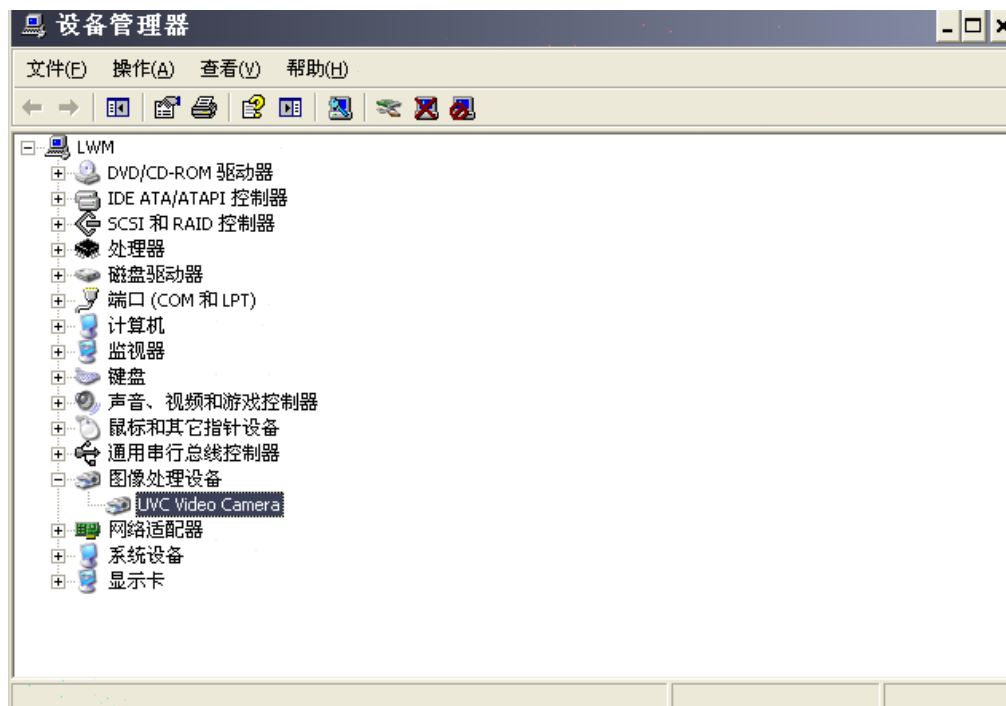 设备管理器
文件(F) 操作(A) 查看(V) 帮助(H)
LWM
DVD/CD-ROM 驱动器
IDE ATA/ATAPI 控制器
SCSI 和 RAID 控制器
处理器
磁盘驱动器
端口 (COM 和 LPT)
计算机
监视器
键盘
声音、视频和游戏控制器
鼠标和其它指针设备
通用串行总线控制器
图像处理设备
UVC Video Camera
网络适配器
系统设备
显示卡